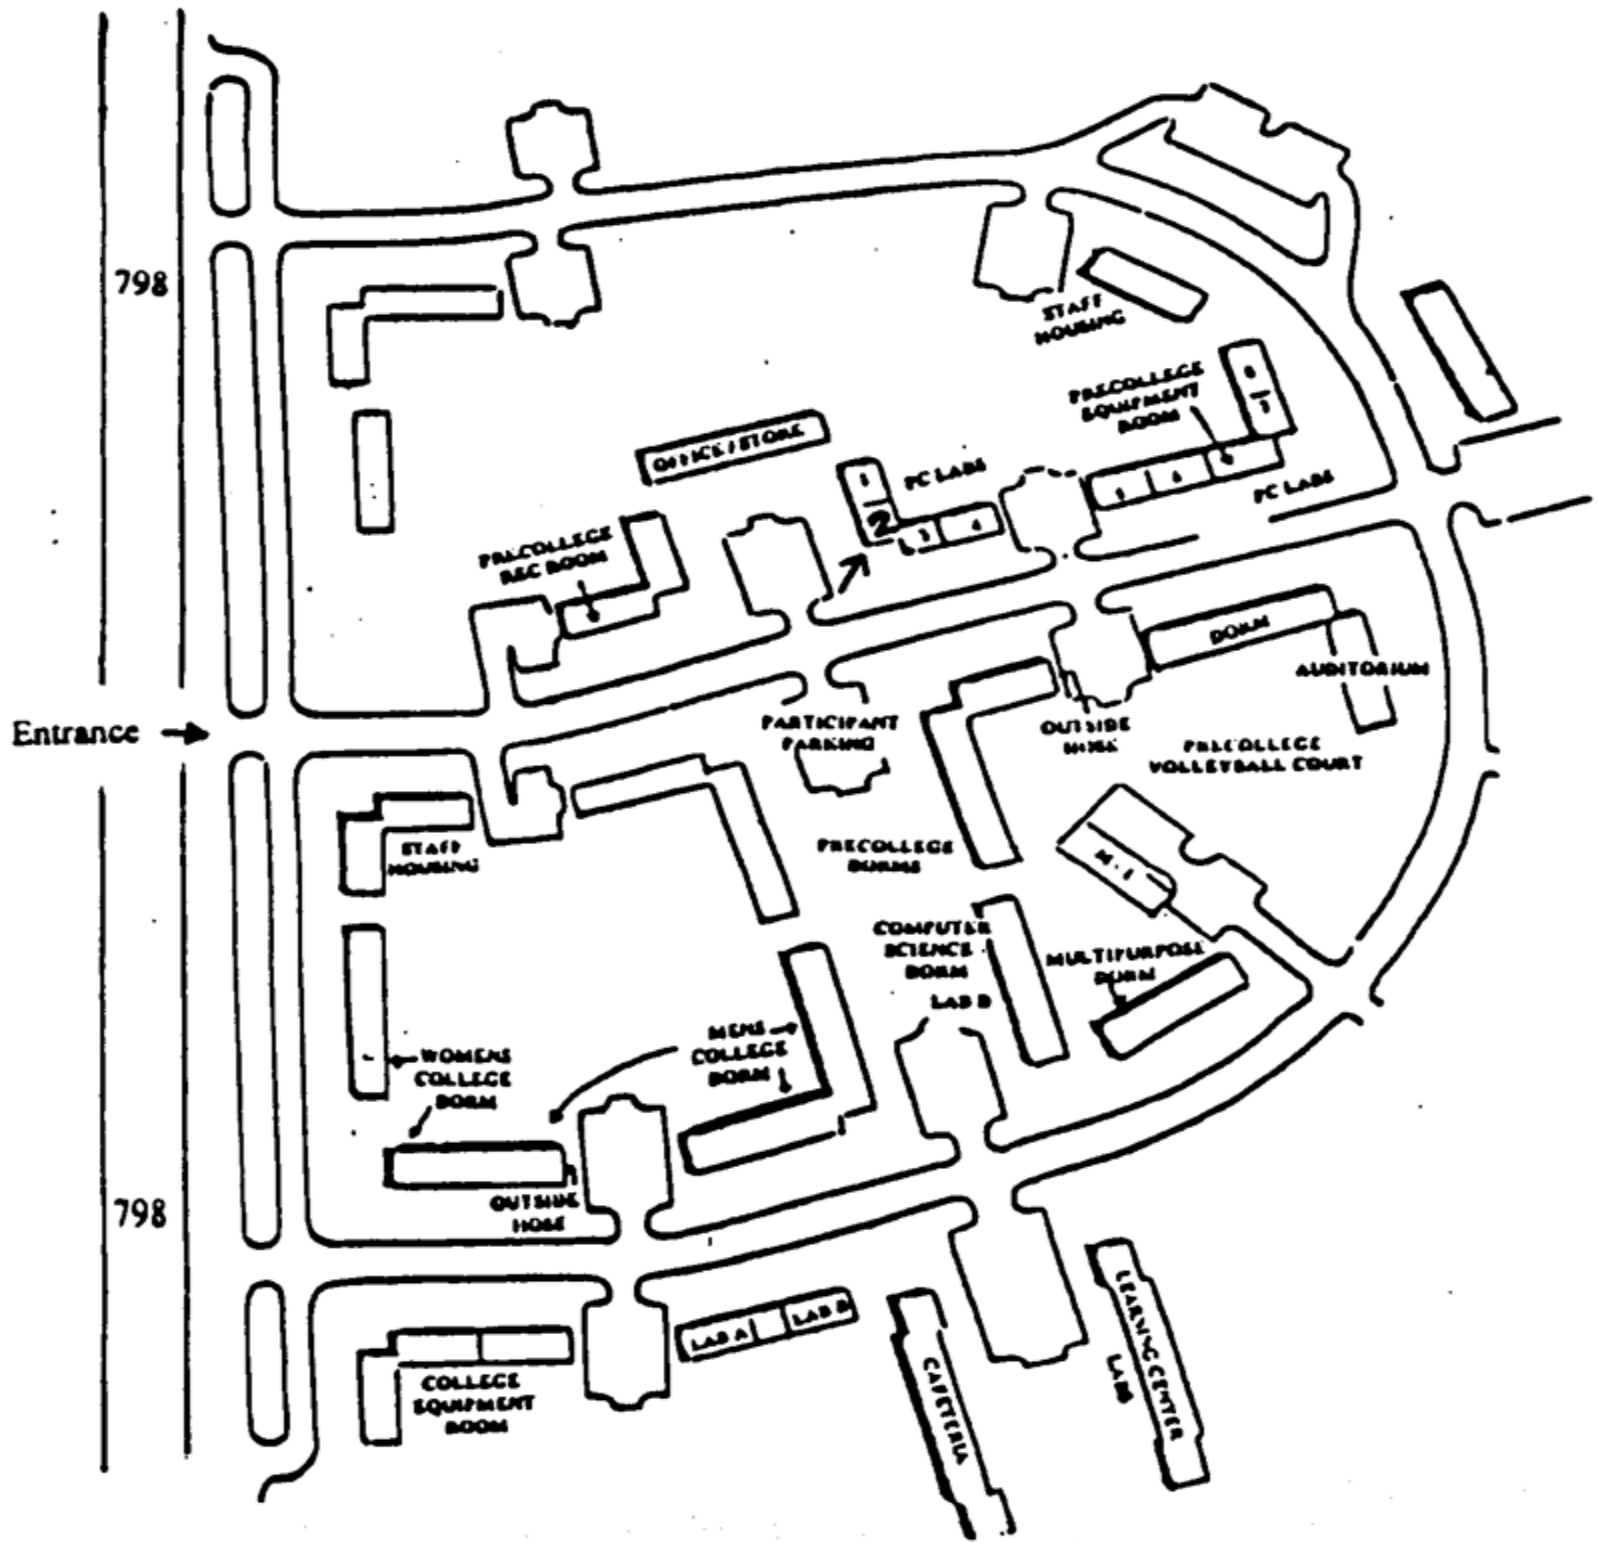 798
STAFF
HOUSING
PRECOLLEGE
EQUIPMENT
ROOM
OFFICE/STORE
1
2
PC LABS
3
4
5
6
PC LABS
PRECOLLEGE
REC ROOM
DORM
AUDITORIUM
Entrance
PARTICIPANT
PARKING
OUTSIDE
HOSE
PRECOLLEGE
VOLLEYBALL COURT
STAFF
HOUSING
PRECOLLEGE
DORMS
COMPUTER
SCIENCE
DORM
LAB D
MULTIPURPOSE
DORM
MENS
COLLEGE
DORM
WOMENS
COLLEGE
DORM
798
OUTSIDE
HOSE
LAB A
LAB B
COLLEGE
EQUIPMENT
ROOM
CAFETERIA
LEARNING CENTER
LABS